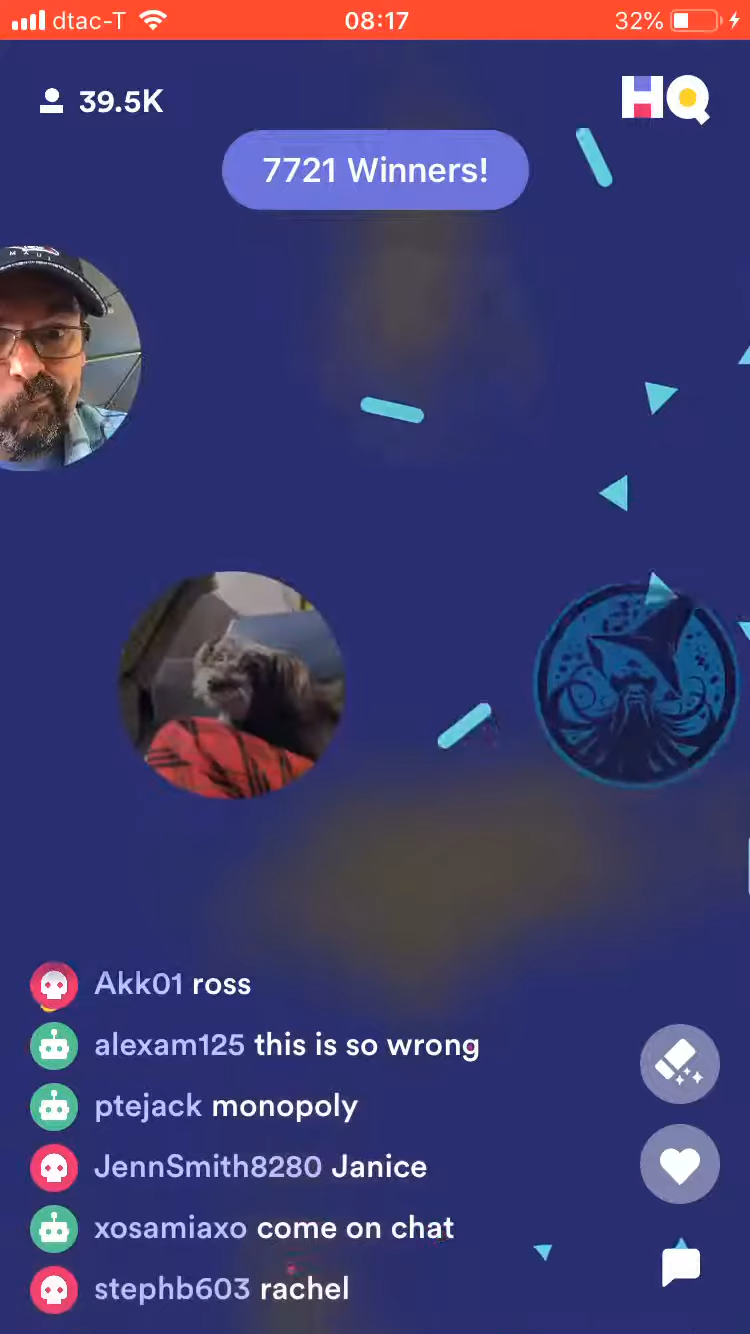 dtac-T 08:17 32%
39.5K HQ
7721 Winners!
MAUI
Akk01 ross
alexam125 this is so wrong
ptejack monopoly
JennSmith8280 Janice
xosamiaxo come on chat
stephb603 rachel